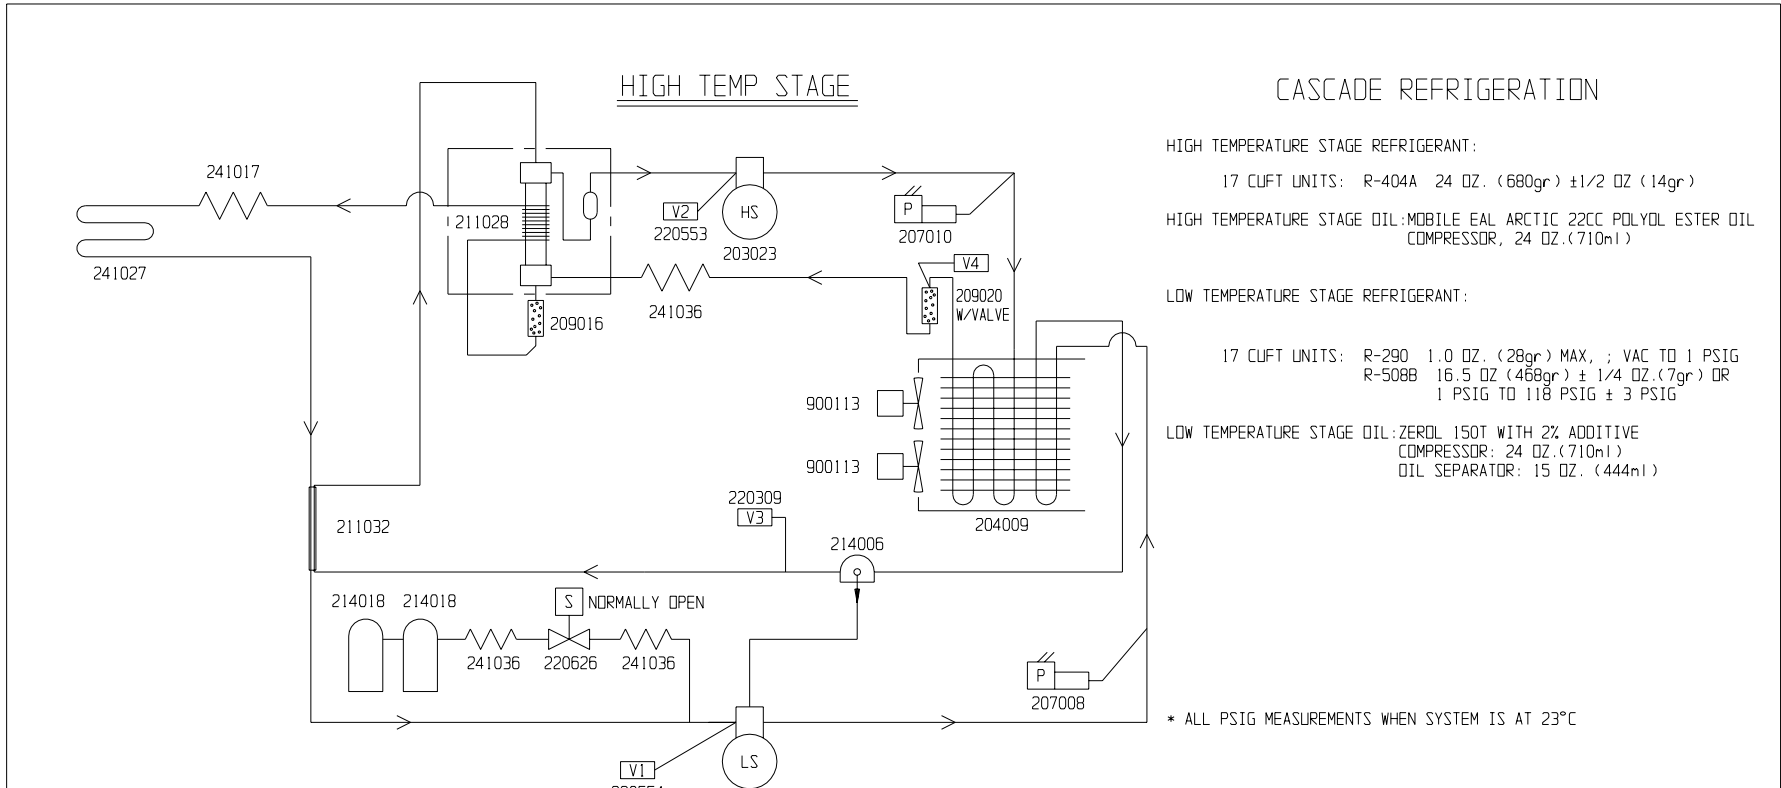 HIGH TEMP STAGE
CASCADE REFRIGERATION
HIGH TEMPERATURE STAGE REFRIGERANT:
17 CUFT UNITS: R-404A 24 OZ. (680gr) ±1/2 OZ (14gr)
HIGH TEMPERATURE STAGE OIL:MOBILE EAL ARCTIC 22CC POLYOL ESTER OIL
COMPRESSOR, 24 OZ.(710ml)
LOW TEMPERATURE STAGE REFRIGERANT:
17 CUFT UNITS: R-290 1.0 OZ. (28gr) MAX, ; VAC TO 1 PSIG
R-508B 16.5 OZ (468gr) ± 1/4 OZ.(7gr) OR
1 PSIG TO 118 PSIG ± 3 PSIG
LOW TEMPERATURE STAGE OIL:ZEROL 150T WITH 2% ADDITIVE
COMPRESSOR: 24 OZ.(710ml)
OIL SEPARATOR: 15 OZ. (444ml)
* ALL PSIG MEASUREMENTS WHEN SYSTEM IS AT 23°C
241017
241027
211028
209016
V2
220553
HS
203023
P
207010
241036
V4
209020
W/VALVE
900113
900113
204009
220309
V3
214006
211032
214018
214018
S
NORMALLY OPEN
241036
220626
241036
P
207008
V1
LS